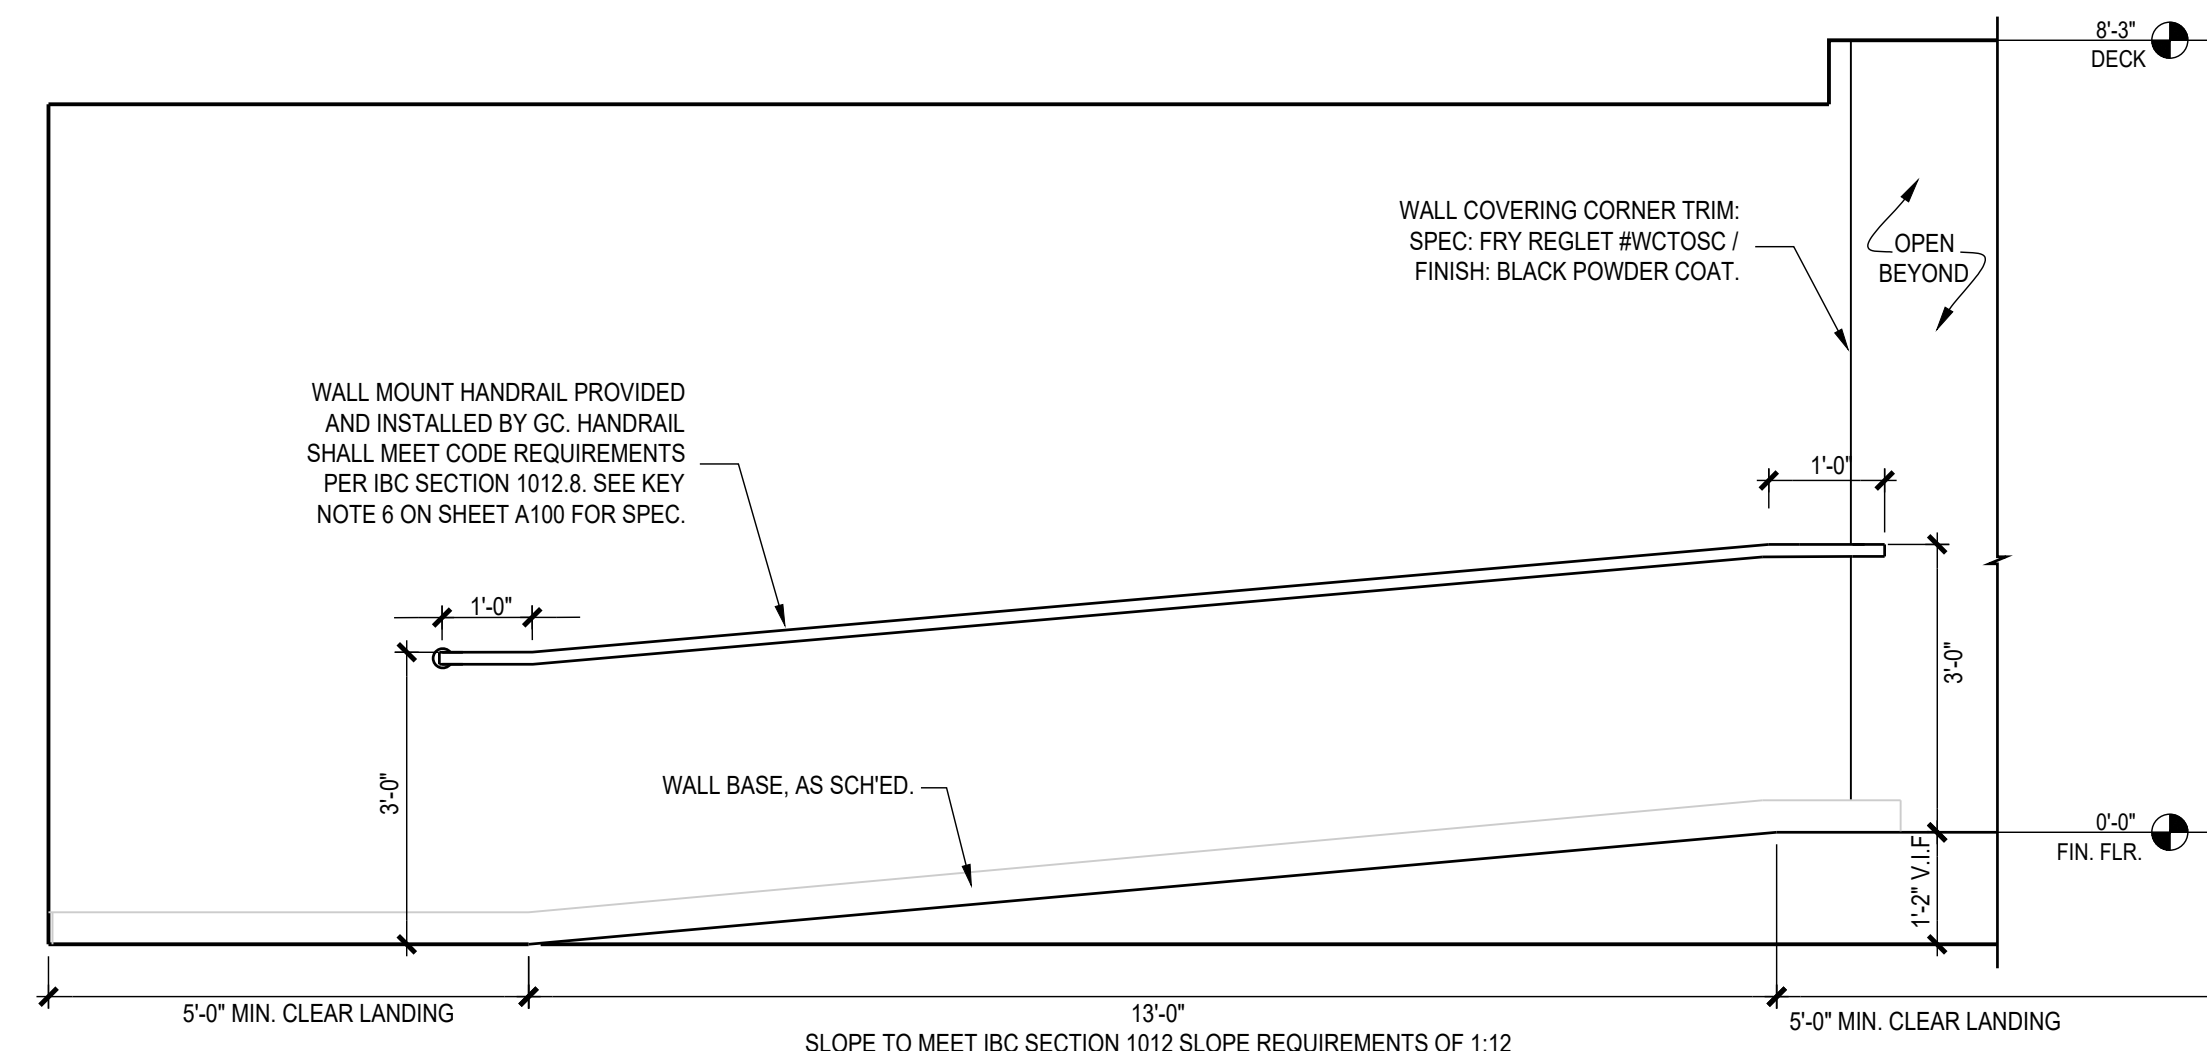 8'-3"
DECK
WALL COVERING CORNER TRIM:
SPEC: FRY REGLET #WCTOSC /
FINISH: BLACK POWDER COAT.
OPEN
BEYOND
WALL MOUNT HANDRAIL PROVIDED
AND INSTALLED BY GC. HANDRAIL
SHALL MEET CODE REQUIREMENTS
PER IBC SECTION 1012.8. SEE KEY
NOTE 6 ON SHEET A100 FOR SPEC.
1'-0"
1'-0"
3'-0"
3'-0"
WALL BASE, AS SCH'ED.
0'-0"
FIN. FLR.
1'-2" V.I.F
5'-0" MIN. CLEAR LANDING
13'-0"
5'-0" MIN. CLEAR LANDING
SLOPE TO MEET IBC SECTION 1012 SLOPE REQUIREMENTS OF 1:12